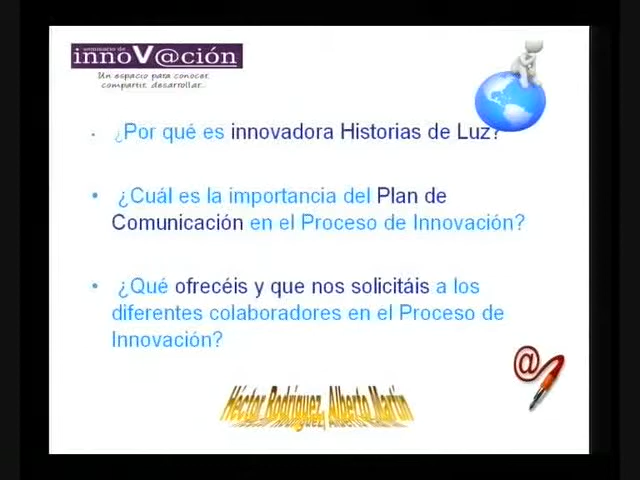 seminario de
innoV@ción
Un espacio para conocer,
compartir, desarrollar...
• ¿Por qué es innovadora Historias de Luz?
• ¿Cuál es la importancia del Plan de
Comunicación en el Proceso de Innovación?
• ¿Qué ofrecéis y que nos solicitáis a los
diferentes colaboradores en el Proceso de
Innovación?
@
Héctor Rodríguez, Alberto Martín